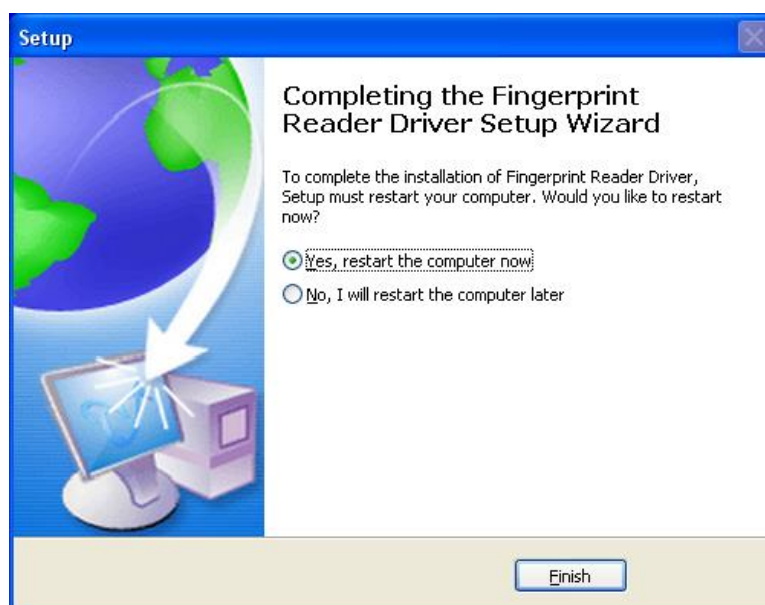 Setup
Completing the Fingerprint
Reader Driver Setup Wizard
To complete the installation of Fingerprint Reader Driver,
Setup must restart your computer. Would you like to restart
now?
Yes, restart the computer now
No, I will restart the computer later
Finish